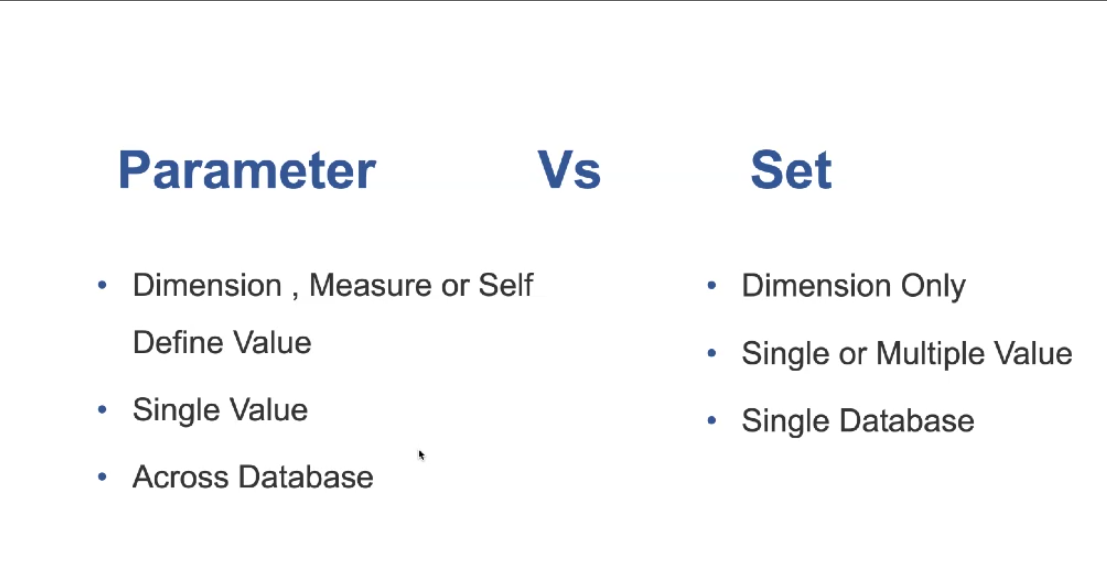 Parameter Vs Set
• Dimension , Measure or Self
Define Value
• Single Value
• Across Database
• Dimension Only
• Single or Multiple Value
• Single Database